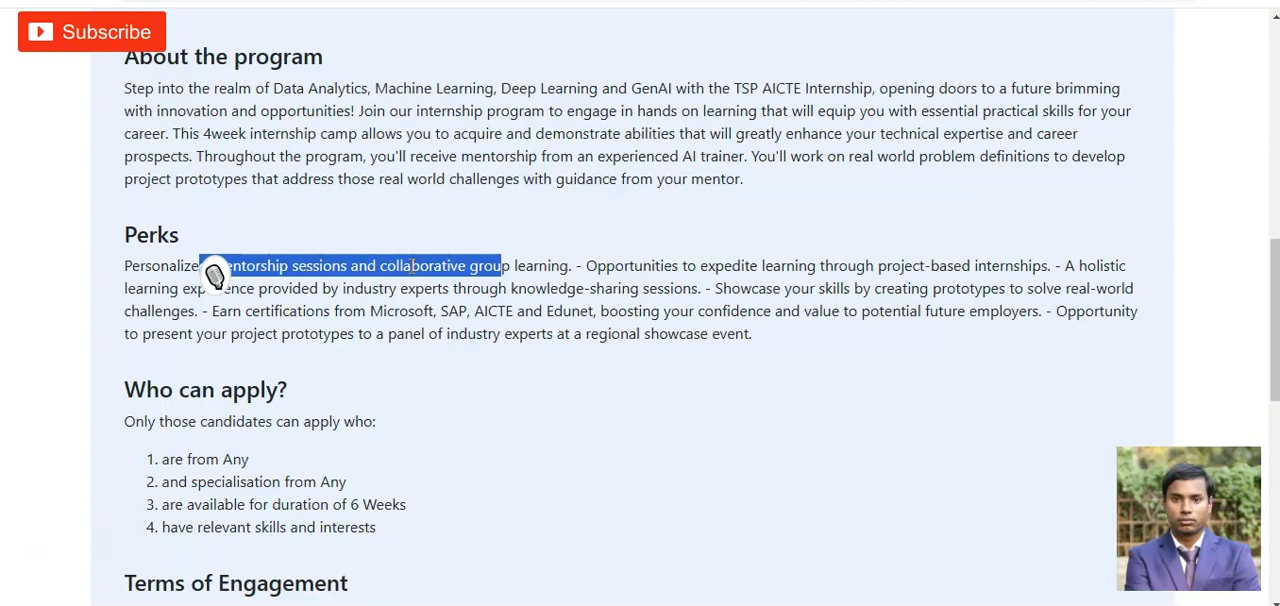 Subscribe
About the program
Step into the realm of Data Analytics, Machine Learning, Deep Learning and GenAI with the TSP AICTE Internship, opening doors to a future brimming
with innovation and opportunities! Join our internship program to engage in hands on learning that will equip you with essential practical skills for your
career. This 4week internship camp allows you to acquire and demonstrate abilities that will greatly enhance your technical expertise and career
prospects. Throughout the program, you'll receive mentorship from an experienced AI trainer. You'll work on real world problem definitions to develop
project prototypes that address those real world challenges with guidance from your mentor.
Perks
sessions and collaborative group learning. - Opportunities to expedite learning through project-based internships. - A holistic
learning provided by industry experts through knowledge-sharing sessions. - Showcase your skills by creating prototypes to solve real-world
challenges. - Earn certifications from Microsoft, SAP, AICTE and Edunet, boosting your confidence and value to potential future employers. - Opportunity
to present your project prototypes to a panel of industry experts at a regional showcase event.
Who can apply?
Only those candidates can apply who:
1. are from Any
2. and specialisation from Any
3. are available for duration of 6 Weeks
4. have relevant skills and interests
Terms of Engagement